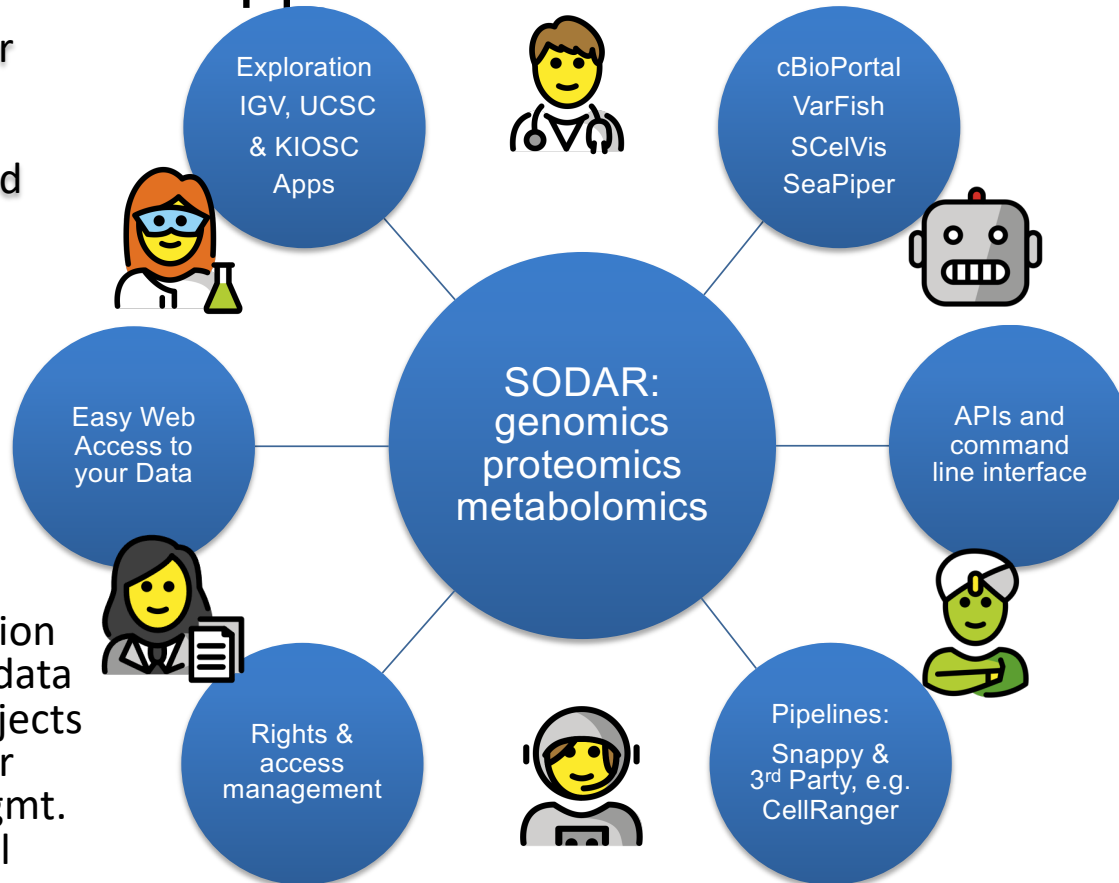 r
d
Exploration
IGV, UCSC
& KIOSC
Apps
cBioPortal
VarFish
SCelVis
SeaPiper
Easy Web
Access to
your Data
SODAR:
genomics
proteomics
metabolomics
APIs and
command
line interface
ion
data
jects
r
gmt.
l
Rights &
access
management
Pipelines:
Snappy &
3rd Party, e.g.
CellRanger